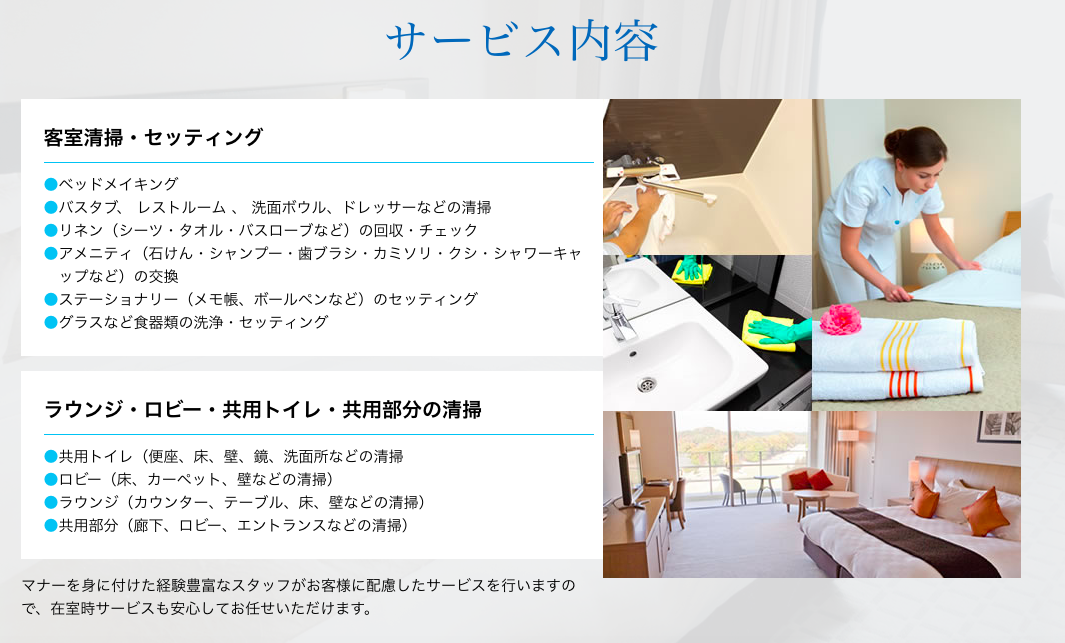 サービス内容
客室清掃・セッティング
●ベッドメイキング
●バスタブ、 レストルーム 、 洗面ボウル、ドレッサーなどの清掃
●リネン（シーツ・タオル・バスローブなど）の回収・チェック
●アメニティ（石けん・シャンプー・歯ブラシ・カミソリ・クシ・シャワーキャ
ップなど）の交換
●ステーショナリー（メモ帳、ボールペンなど）のセッティング
●グラスなど食器類の洗浄・セッティング
ラウンジ・ロビー・共用トイレ・共用部分の清掃
●共用トイレ（便座、床、壁、鏡、洗面所などの清掃
●ロビー（床、カーペット、壁などの清掃）
●ラウンジ（カウンター、テーブル、床、壁などの清掃）
●共用部分（廊下、ロビー、エントランスなどの清掃）
マナーを身に付けた経験豊富なスタッフがお客様に配慮したサービスを行いますの
で、在室時サービスも安心してお任せいただけます。